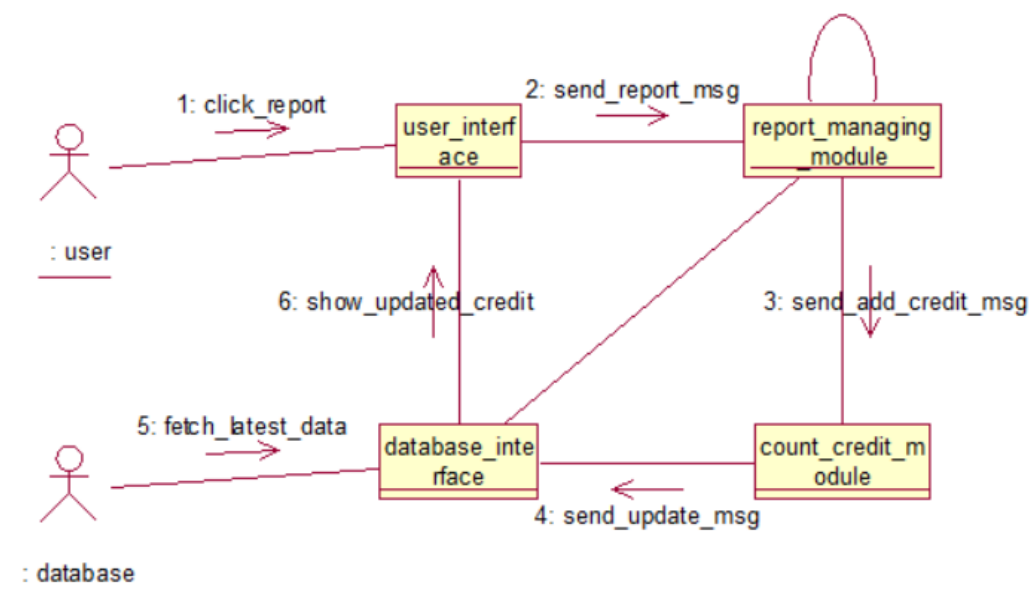 1: click_report
2: send_report_msg
user_interf
ace
report_managing
_module
: user
6: show_updated_credit
3: send_add_credit_msg
5: fetch_latest_data
database_inte
rface
count_credit_m
odule
4: send_update_msg
: database